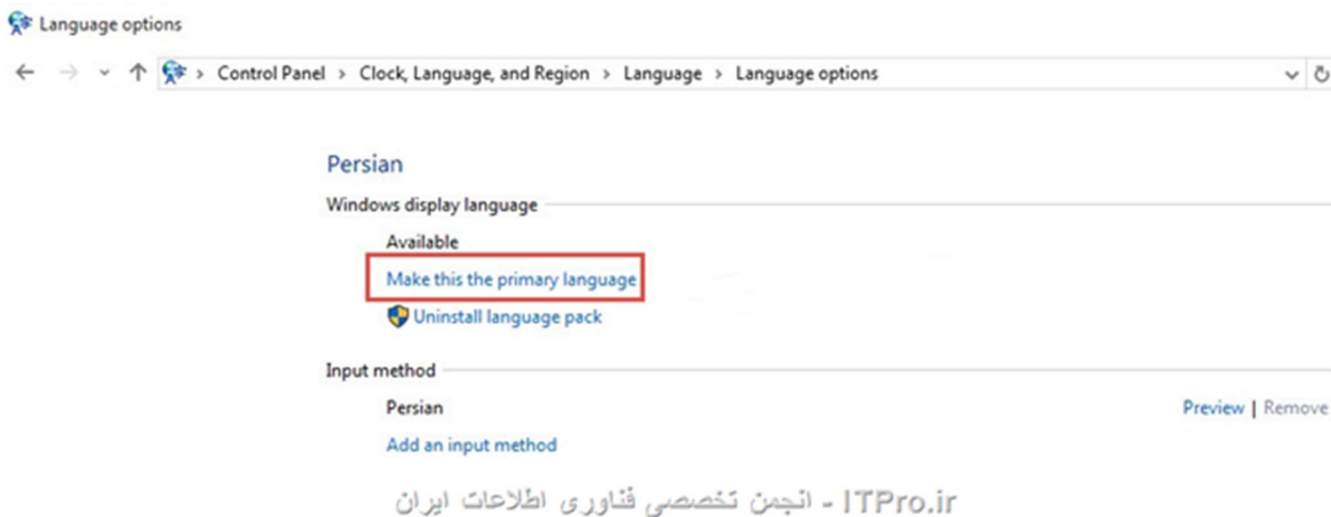 Language options
Control Panel > Clock, Language, and Region > Language > Language options
Persian
Windows display language
Available
Make this the primary language
Uninstall language pack
Input method
Persian Preview | Remove
Add an input method
ITPro.ir - انجمن تخصصی فناوری اطلاعات ایران